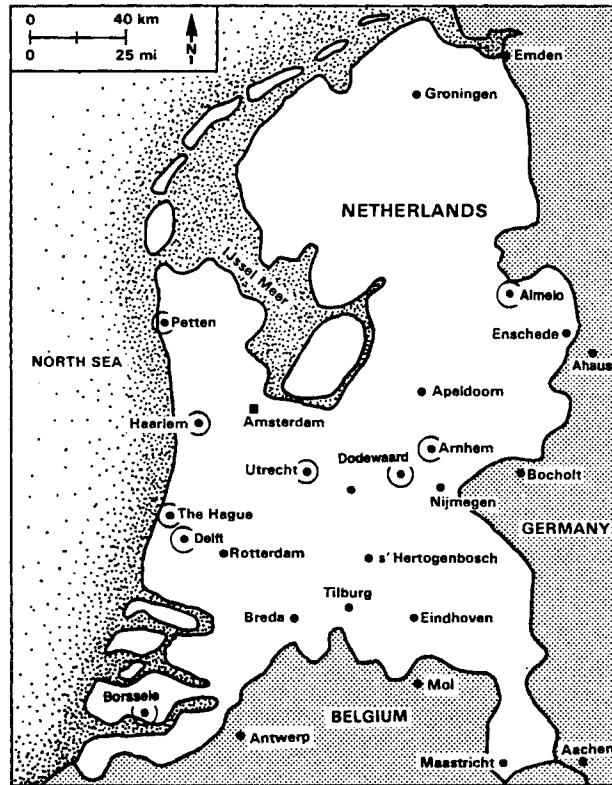 0 40 km
N
0 25 mi
Emden
Groningen
NETHERLANDS
IJssel Meer
Almelo
Petten
Enschede
NORTH SEA
Ahaus
Apeldoorn
Amsterdam
Haarlem
Arnhem
Dodewaard
Utrecht
Bocholt
Nijmegen
The Hague
GERMANY
Delft
Rotterdam
s' Hertogenbosch
Tilburg
Breda
Eindhoven
Mol
Borssele
BELGIUM
Antwerp
Aachen
Maastricht